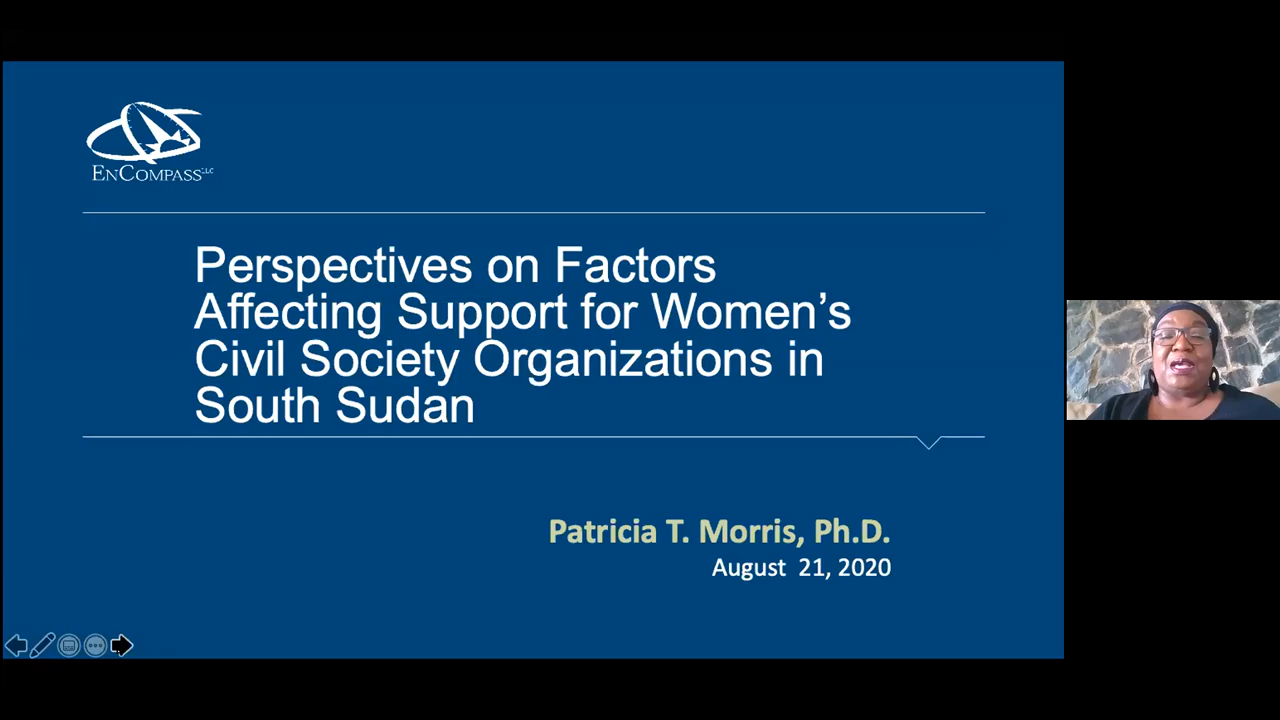 ENCOMPASS LLC
Perspectives on Factors
Affecting Support for Women’s
Civil Society Organizations in
South Sudan
Patricia T. Morris, Ph.D.
August 21, 2020